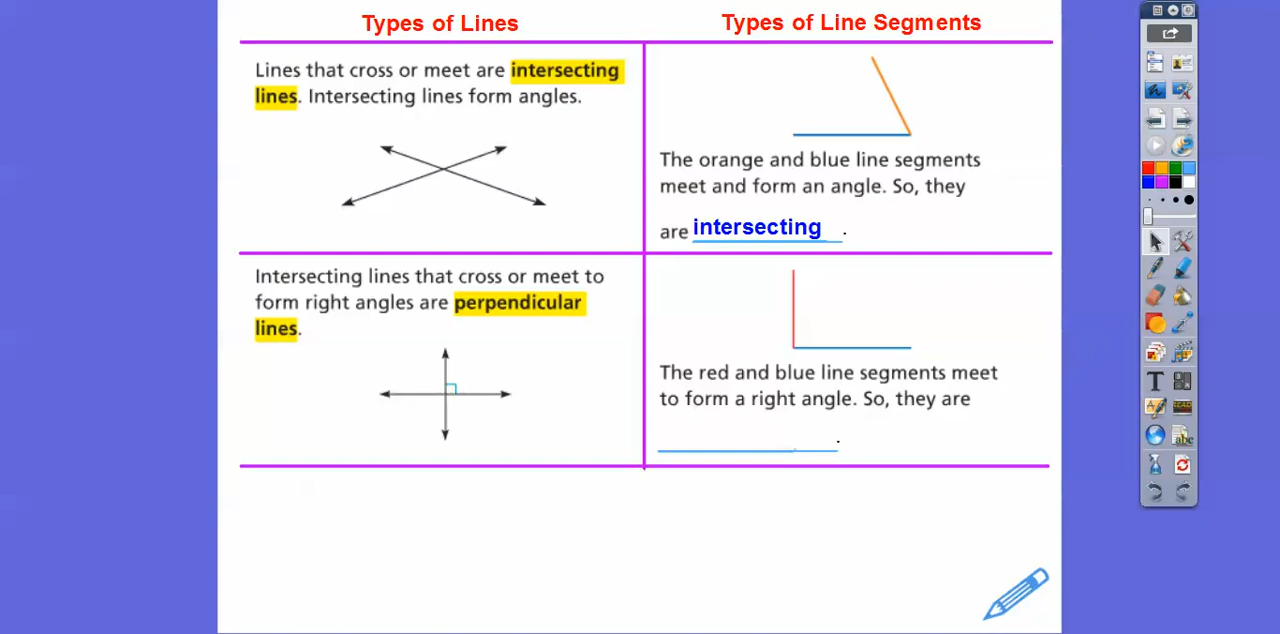 Types of Lines
Types of Line Segments
Lines that cross or meet are intersecting
lines. Intersecting lines form angles.
The orange and blue line segments
meet and form an angle. So, they
are intersecting.
Intersecting lines that cross or meet to
form right angles are perpendicular
lines.
The red and blue line segments meet
to form a right angle. So, they are
.
T
abc